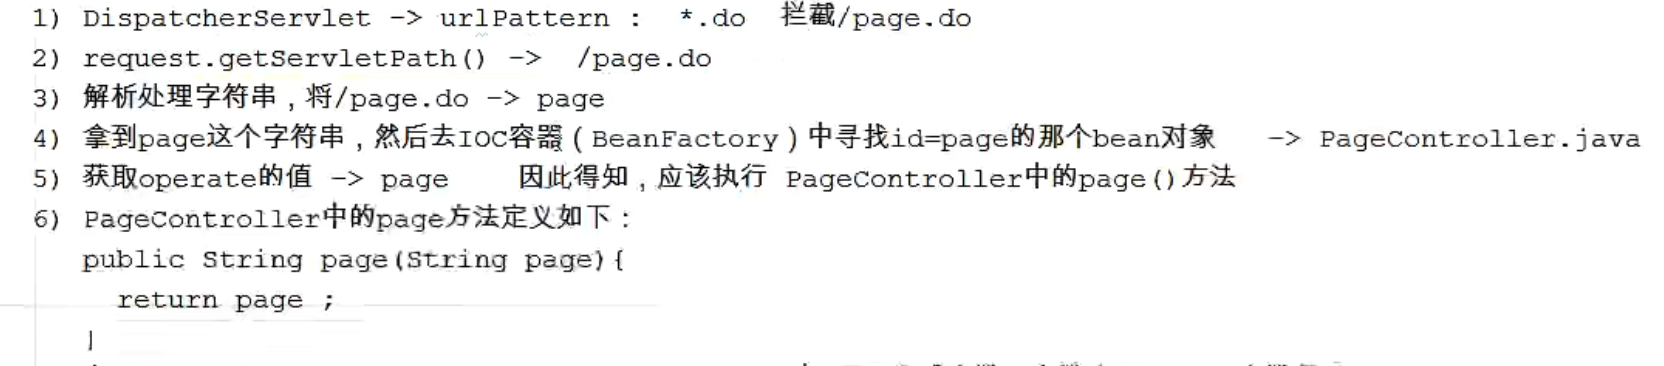 1) DispatcherServlet -> urlPattern :  *.do  拦截/page.do
2) request.getServletPath() ->  /page.do
3) 解析处理字符串，将/page.do -> page
4) 拿到page这个字符串，然后去IOC容器（BeanFactory）中寻找id=page的那个bean对象  -> PageController.java
5) 获取operate的值 -> page  因此得知，应该执行 PageController中的page()方法
6) PageController中的page方法定义如下：
public String page(String page){
return page ;
}